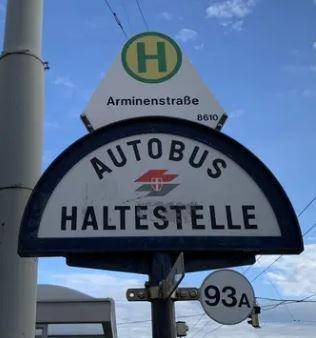 H
Arminenstraße
8610
AUTOBUS
HALTESTELLE
93A